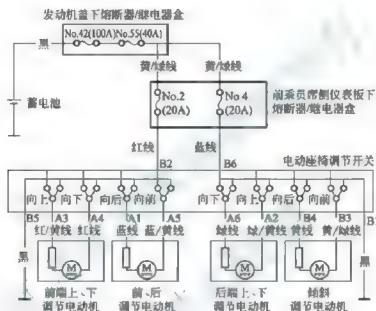 发动机盖下熔断器/继电器盒
No.42(100A)No.55(40A)
黑
黄/绿线 黄/绿线
蓄电池
No.2 (20A)
No 4 (20A)
前乘员席侧仪表板下
熔断器/继电器盒
红线 蓝线
B2 B6
电动座椅调节开关
向上 向下 向后 向前 向下 向上 向后 向前
B5 A3 A4 A1 A5 A6 A2 B4 B3 B
黑 红/黄线 红线 蓝线 蓝/黄线 绿线 绿/黄线 黄线 黄/绿线 黑
M M M M
前端上、下 前、后 后端上、下 倾斜
调节电动机 调节电动机 调节电动机 调节电动机